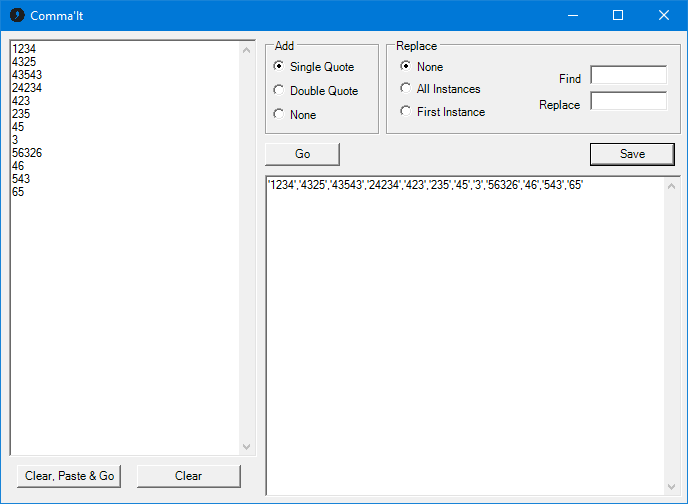 Comma'It
1234
4325
43543
24234
423
235
45
3
56326
46
543
65
Clear, Paste & Go
Clear
Add
Single Quote
Double Quote
None
Replace
None
All Instances
First Instance
Find
Replace
Go
Save
'1234','4325','43543','24234','423','235','45','3','56326','46','543','65'